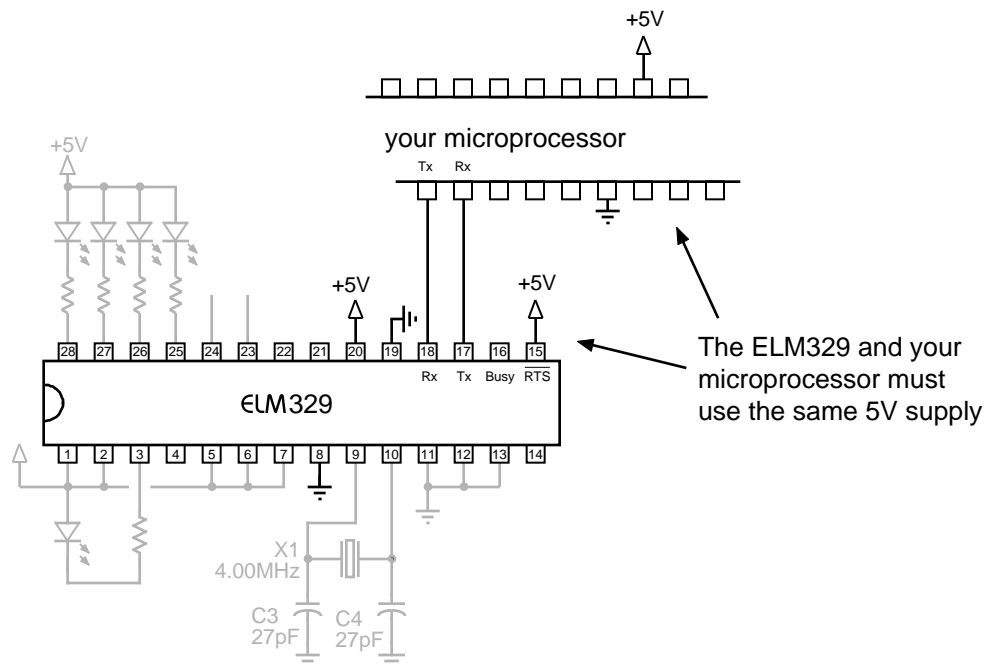 +5V
your microprocessor
Tx Rx
+5V
+5V
+5V
28 27 26 25 24 23 22 21 20 19 18 17 16 15
Rx Tx Busy RTS
ELM329
The ELM329 and your
microprocessor must
use the same 5V supply
1 2 3 4 5 6 7 8 9 10 11 12 13 14
X1
4.00MHz
C3
27pF
C4
27pF